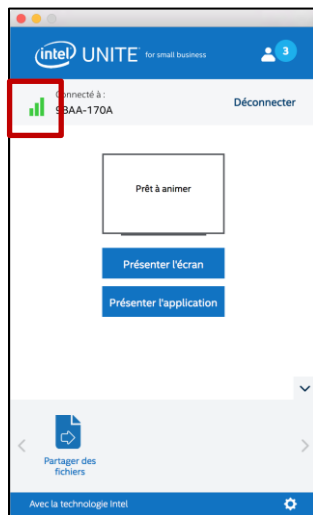 intel UNITE™ for small business
3
Connecté à :
9BAA-170A
Déconnecter
Prêt à animer
Présenter l'écran
Présenter l'application
Partager des
fichiers
Avec la technologie Intel